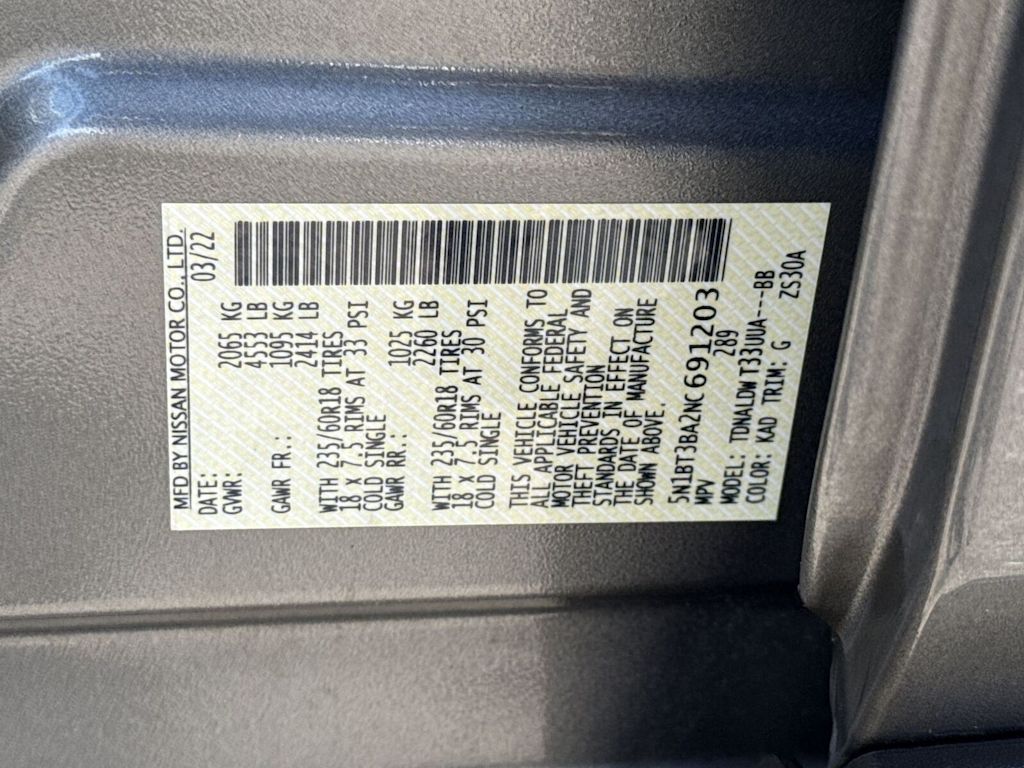 MFD BY NISSAN MOTOR CO., LTD.
DATE: 03/22
GVWR: 2065 KG
4553 LB
GAWR FR.: 1095 KG
2414 LB
WITH 235/60R18 TIRES
18 X 7.5 RIMS AT 33 PSI
COLD SINGLE
GAWR RR.: 1025 KG
2260 LB
WITH 235/60R18 TIRES
18 X 7.5 RIMS AT 30 PSI
COLD SINGLE
THIS VEHICLE CONFORMS TO
ALL APPLICABLE FEDERAL
MOTOR VEHICLE SAFETY AND
THEFT PREVENTION
STANDARDS IN EFFECT ON
THE DATE OF MANUFACTURE
SHOWN ABOVE.
5N1BT3BA2NC691203
MPV 289
MODEL: TDNALDW T33UUA---BB
COLOR: KAD TRIM: G ZS30A